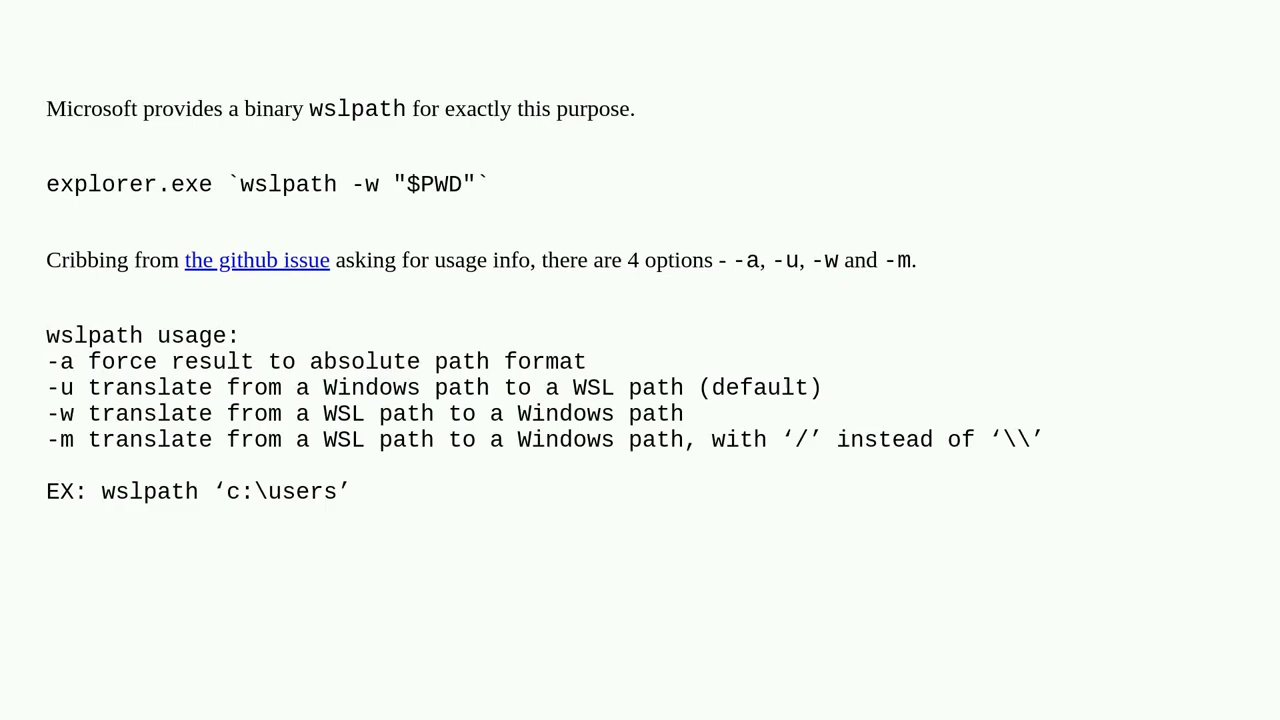 Microsoft provides a binary wslpath for exactly this purpose.
explorer.exe `wslpath -w "$PWD"`
Cribbing from the github issue asking for usage info, there are 4 options - -a, -u, -w and -m.
wslpath usage:
-a force result to absolute path format
-u translate from a Windows path to a WSL path (default)
-w translate from a WSL path to a Windows path
-m translate from a WSL path to a Windows path, with ‘/’ instead of ‘\\’
EX: wslpath ‘c:\users’